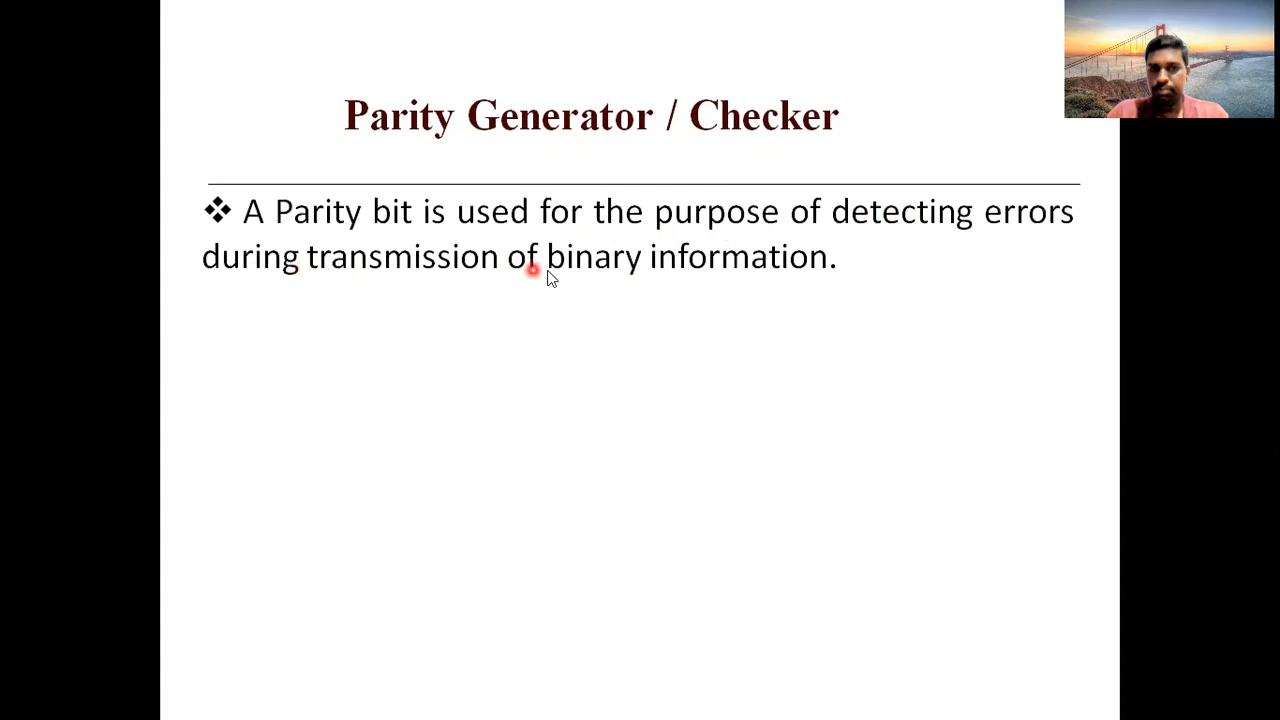 Parity Generator / Checker
❖ A Parity bit is used for the purpose of detecting errors
during transmission of binary information.